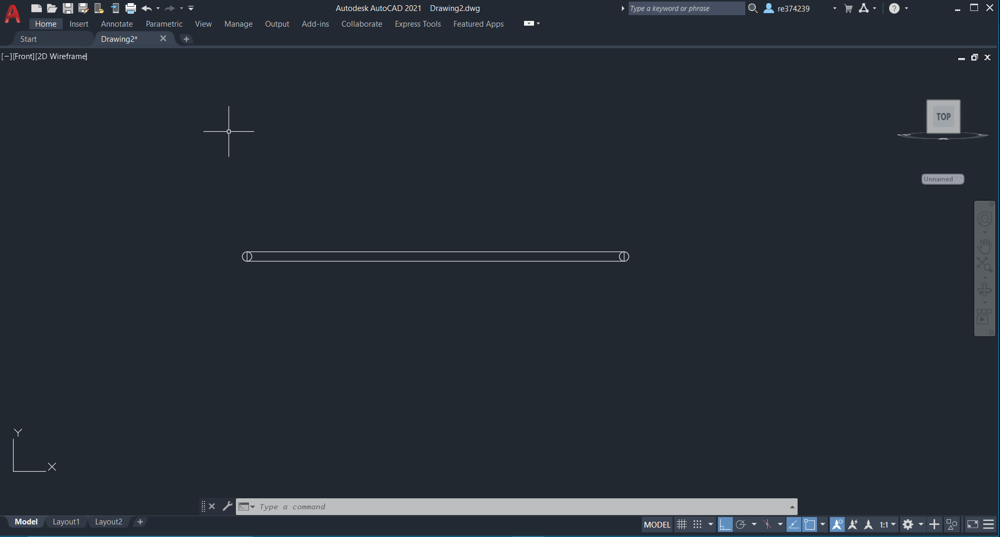 Autodesk AutoCAD 2021 Drawing2.dwg
Type a keyword or phrase
re374239
Home Insert Annotate Parametric View Manage Output Add-ins Collaborate Express Tools Featured Apps
Start Drawing2*
[−][Front][2D Wireframe]
TOP
Unnamed
Y
X
Type a command
Model Layout1 Layout2
MODEL 1:1